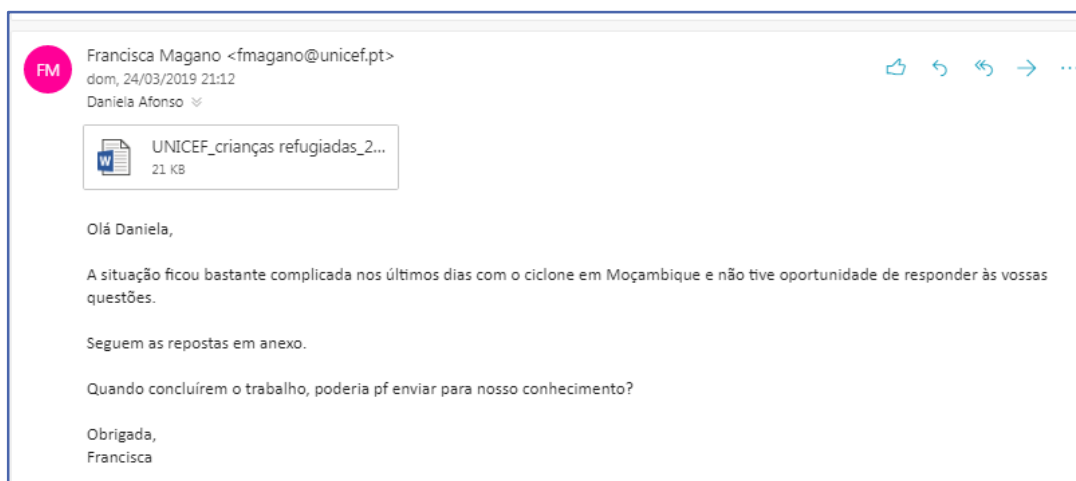 FM
Francisca Magano <fmagano@unicef.pt>
dom, 24/03/2019 21:12
Daniela Afonso
UNICEF_crianças refugiadas_2...
21 KB
Olá Daniela,
A situação ficou bastante complicada nos últimos dias com o ciclone em Moçambique e não tive oportunidade de responder às vossas
questões.
Seguem as repostas em anexo.
Quando concluírem o trabalho, poderia pf enviar para nosso conhecimento?
Obrigada,
Francisca